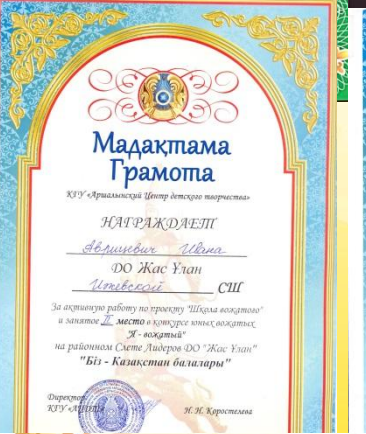 Мадақтама
Грамота
КГУ «Аршалынский Центр детского творчества»
НАГРАЖДАЕТ
Ивана
ДО Жас Ұлан
Ижевской СШ
За активную работу по проекту "Школа вожатого"
и занятое II место в конкурсе юных вожатых
"Я - вожатый"
на районном Слете Лидеров ДО "Жас Ұлан"
"Біз - Казақстан балалары"
Директор
КГУ «АЦДТ»
Н. Н. Коростелева